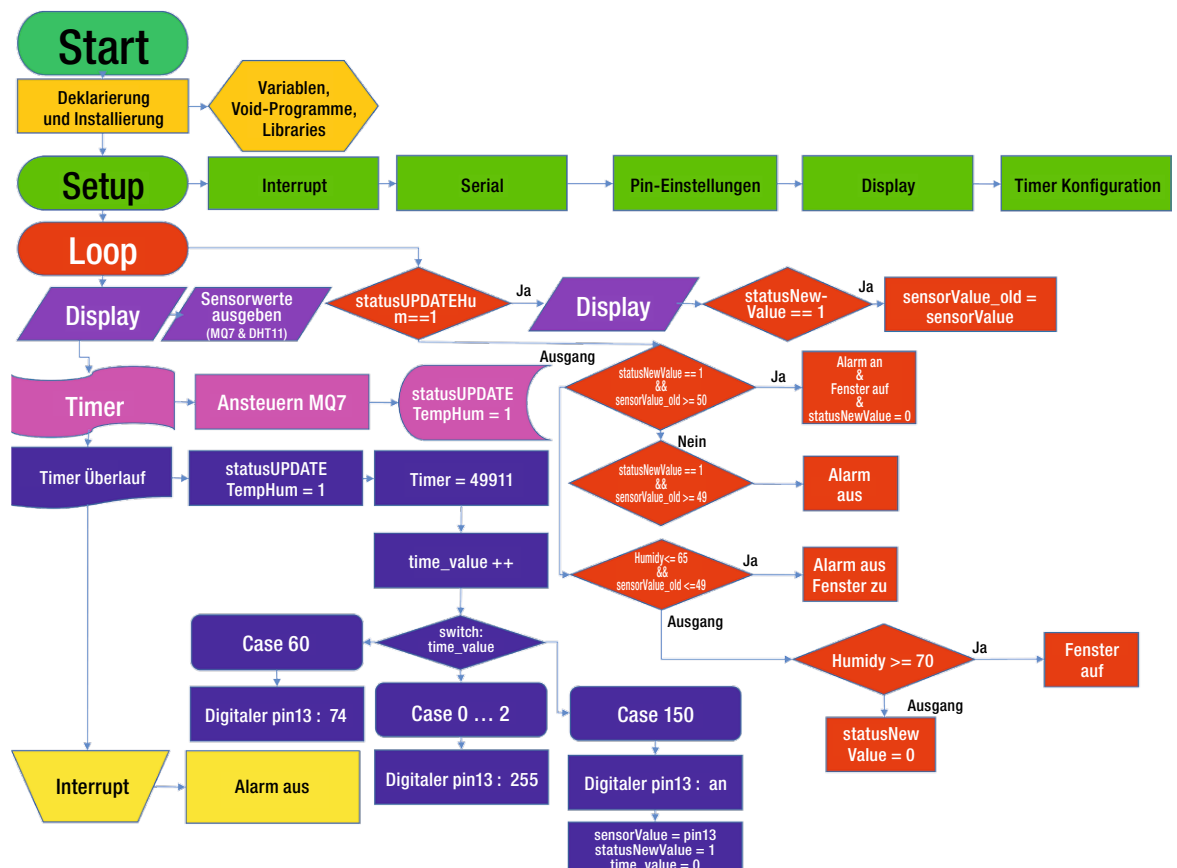 Start
Deklarierung
und Installierung
Variablen,
Void-Programme,
Libraries
Setup
Interrupt
Serial
Pin-Einstellungen
Display
Timer Konfiguration
Loop
Display
Sensorwerte
ausgeben
(MQ7 & DHT11)
statusUPDATEHu
m==1
Ja
Display
statusNew-
Value == 1
Ja
sensorValue_old =
sensorValue
Timer
Ansteuern MQ7
statusUPDATE
TempHum = 1
Ausgang
statusNewValue == 1
&&
sensorValue_old >= 50
Ja
Alarm an
&
Fenster auf
&
statusNewValue = 0
Nein
statusNewValue == 1
&&
sensorValue_old >= 49
Alarm
aus
Timer Überlauf
statusUPDATE
TempHum = 1
Timer = 49911
time_value ++
Humidy<= 65
&&
sensorValue_old <=49
Ja
Alarm aus
Fenster zu
Ausgang
Humidy >= 70
Ja
Fenster
auf
Ausgang
statusNew
Value = 0
switch:
time_value
Case 60
Digitaler pin13 : 74
Case 0 … 2
Digitaler pin13 : 255
Case 150
Digitaler pin13 : an
sensorValue = pin13
statusNewValue = 1
time_value = 0
Interrupt
Alarm aus